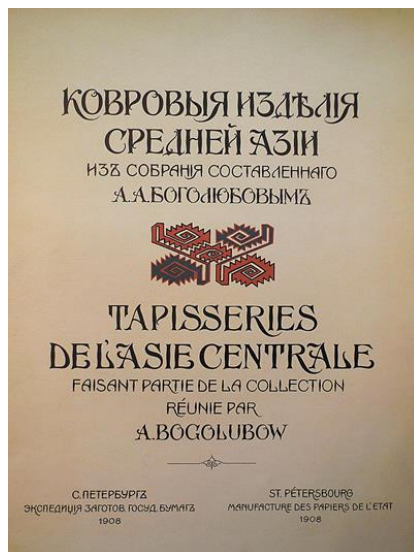 КОВРОВЫЯ ИЗДѢЛІЯ
СРЕДНЕЙ АЗІИ
ИЗЪ СОБРАНІЯ СОСТАВЛЕННАГО
А.А.БОГОЛЮБОВЫМЪ
TAPISSERIES
DE L'ASIE CENTRALE
FAISANT PARTIE DE LA COLLECTION
RÉUNIE PAR
A.BOGOLUBOW
С.ПЕТЕРБУРГЪ
ЭКСПЕДИЦІЯ ЗАГОТОВ. ГОСУД. БУМАГЪ
1908
ST. PÉTERSBOURG
MANUFACTURE DES PAPIERS DE L'ETAT
1908